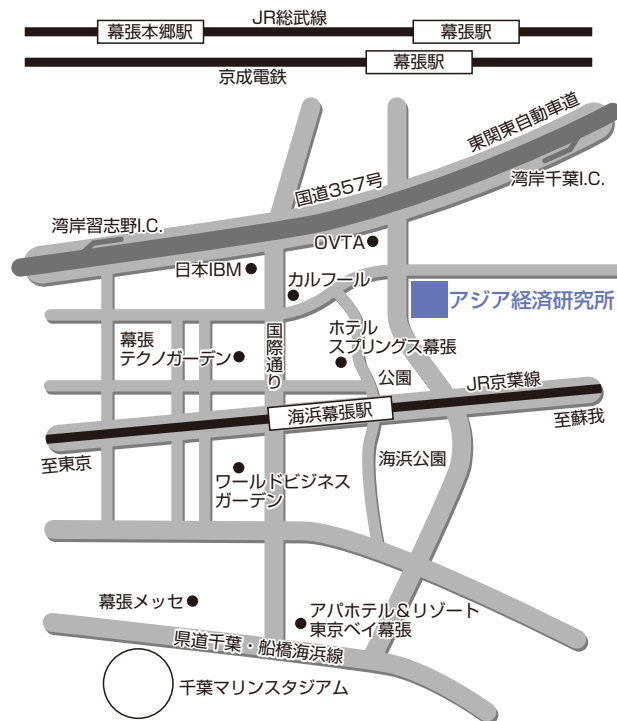 JR総武線
幕張本郷駅
幕張駅
幕張駅
京成電鉄
東関東自動車道
国道357号
湾岸千葉I.C.
湾岸習志野I.C.
OVTA
日本IBM
カルフール
アジア経済研究所
幕張
テクノガーデン
国際通り
ホテル
スプリングス幕張
公園
JR京葉線
海浜幕張駅
至蘇我
至東京
海浜公園
ワールドビジネス
ガーデン
幕張メッセ
アパホテル&リゾート
東京ベイ幕張
県道千葉・船橋海浜線
千葉マリンスタジアム